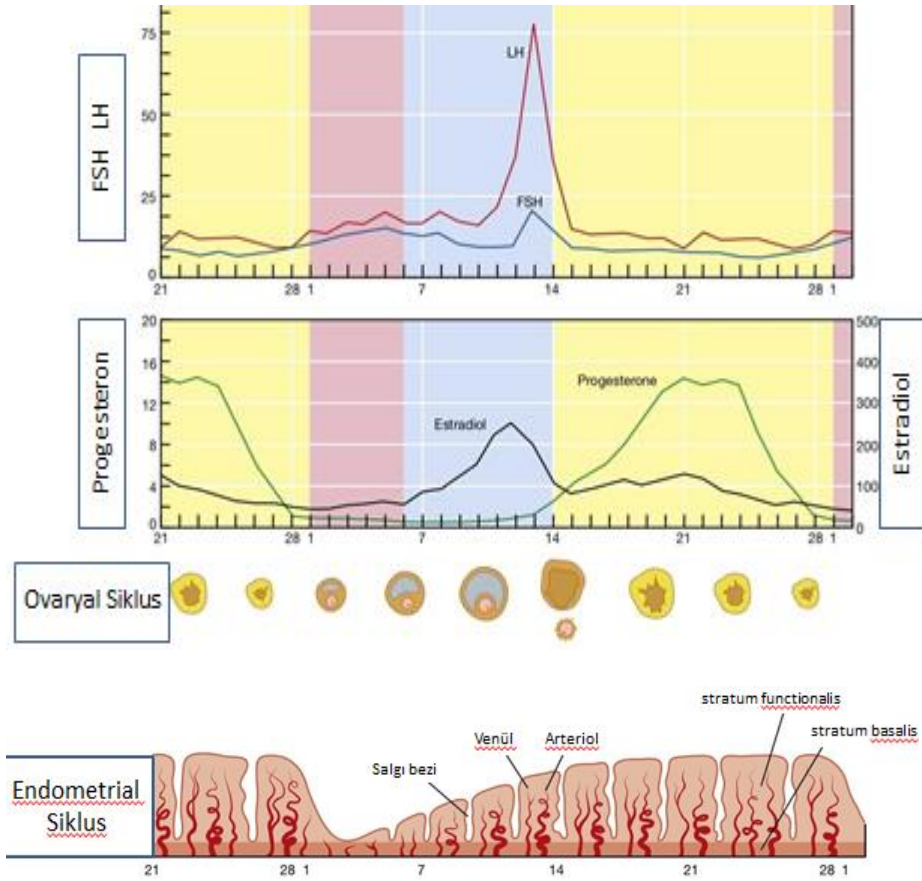 FSH LH
75
50
25
0
LH
FSH
21 28 1 7 14 21 28 1
Progesteron
20
16
12
8
4
0
Estradiol
Progesterone
500
400
300
200
100
0
Estradiol
21 28 1 7 14 21 28 1
Ovaryal Siklus
stratum functionalis
stratum basalis
Venül
Arteriol
Salgı bezi
Endometrial
Siklus
21 28 1 7 14 21 28 1